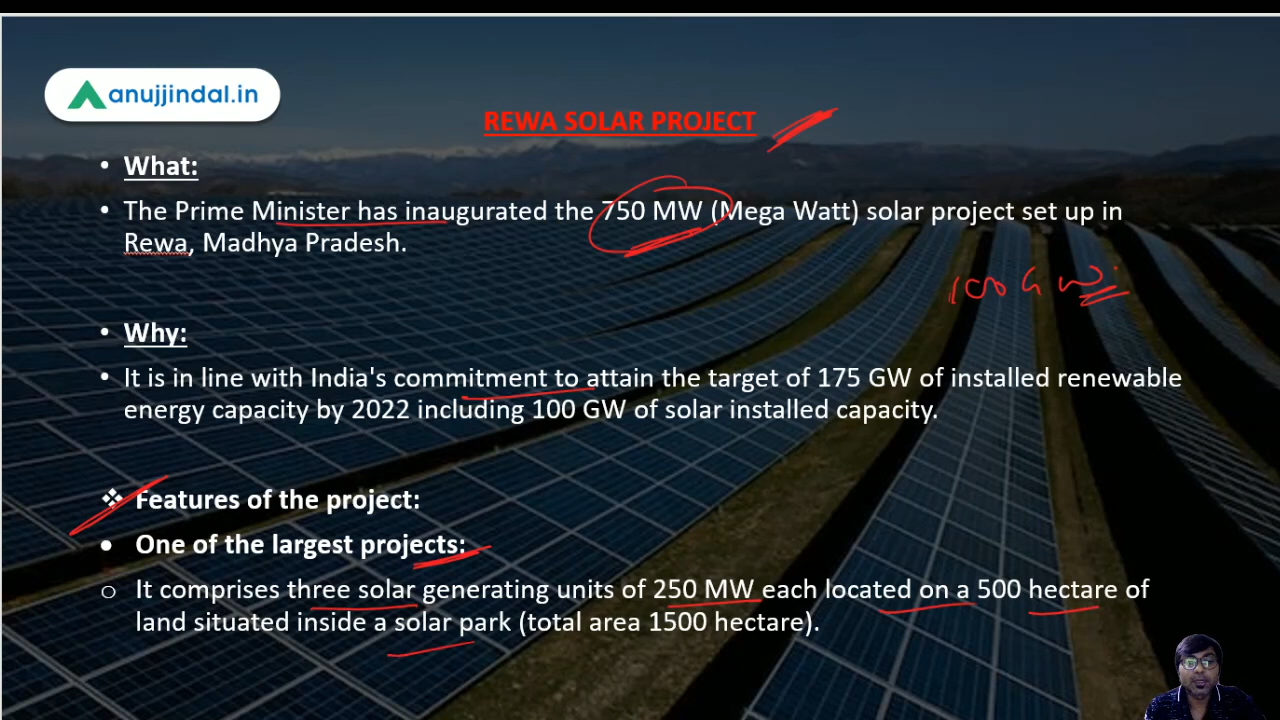 anujjindal.in
REWA SOLAR PROJECT
• What:
• The Prime Minister has inaugurated the 750 MW (Mega Watt) solar project set up in
Rewa, Madhya Pradesh.
100 GW.
• Why:
• It is in line with India's commitment to attain the target of 175 GW of installed renewable
energy capacity by 2022 including 100 GW of solar installed capacity.
❖ Features of the project:
• One of the largest projects:
o It comprises three solar generating units of 250 MW each located on a 500 hectare of
land situated inside a solar park (total area 1500 hectare).